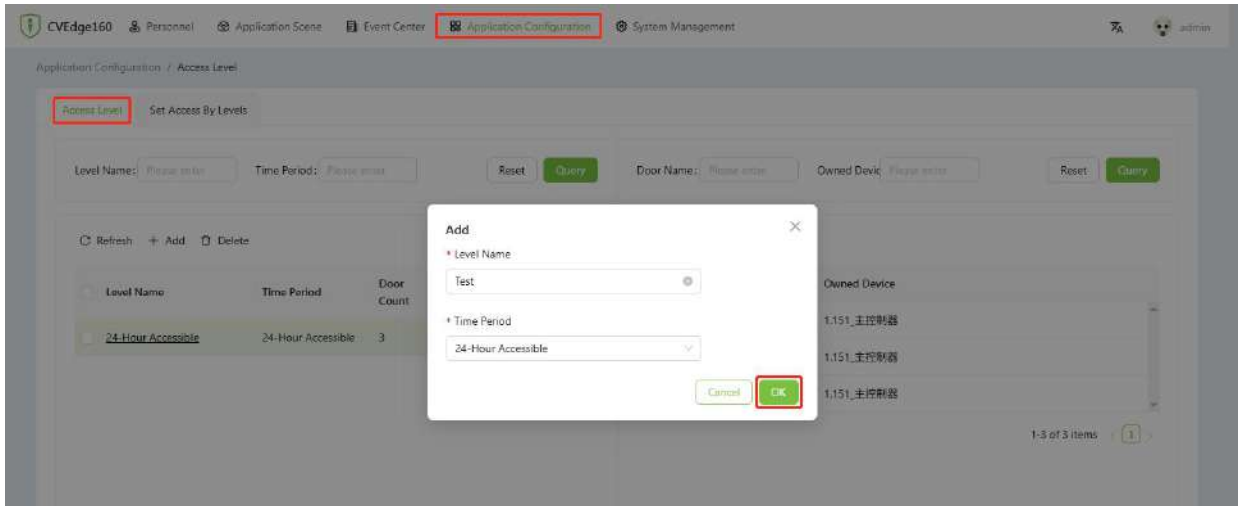 CVEdge160 Personnel Application Scene Event Center Application Configuration System Management admin
Application Configuration / Access Level
Access Level Set Access By Levels
Level Name: Please enter Time Period: Please enter Reset Query Door Name: Please enter Owned Devic Please enter Reset Query
Add
Refresh + Add Delete
* Level Name
Test
Level Name Time Period Door Count Owned Device
* Time Period
1.151_主控制器
24-Hour Accessible 24-Hour Accessible 3
24-Hour Accessible
1.151_主控制器
Cancel OK
1.151_主控制器
1-3 of 3 items 1